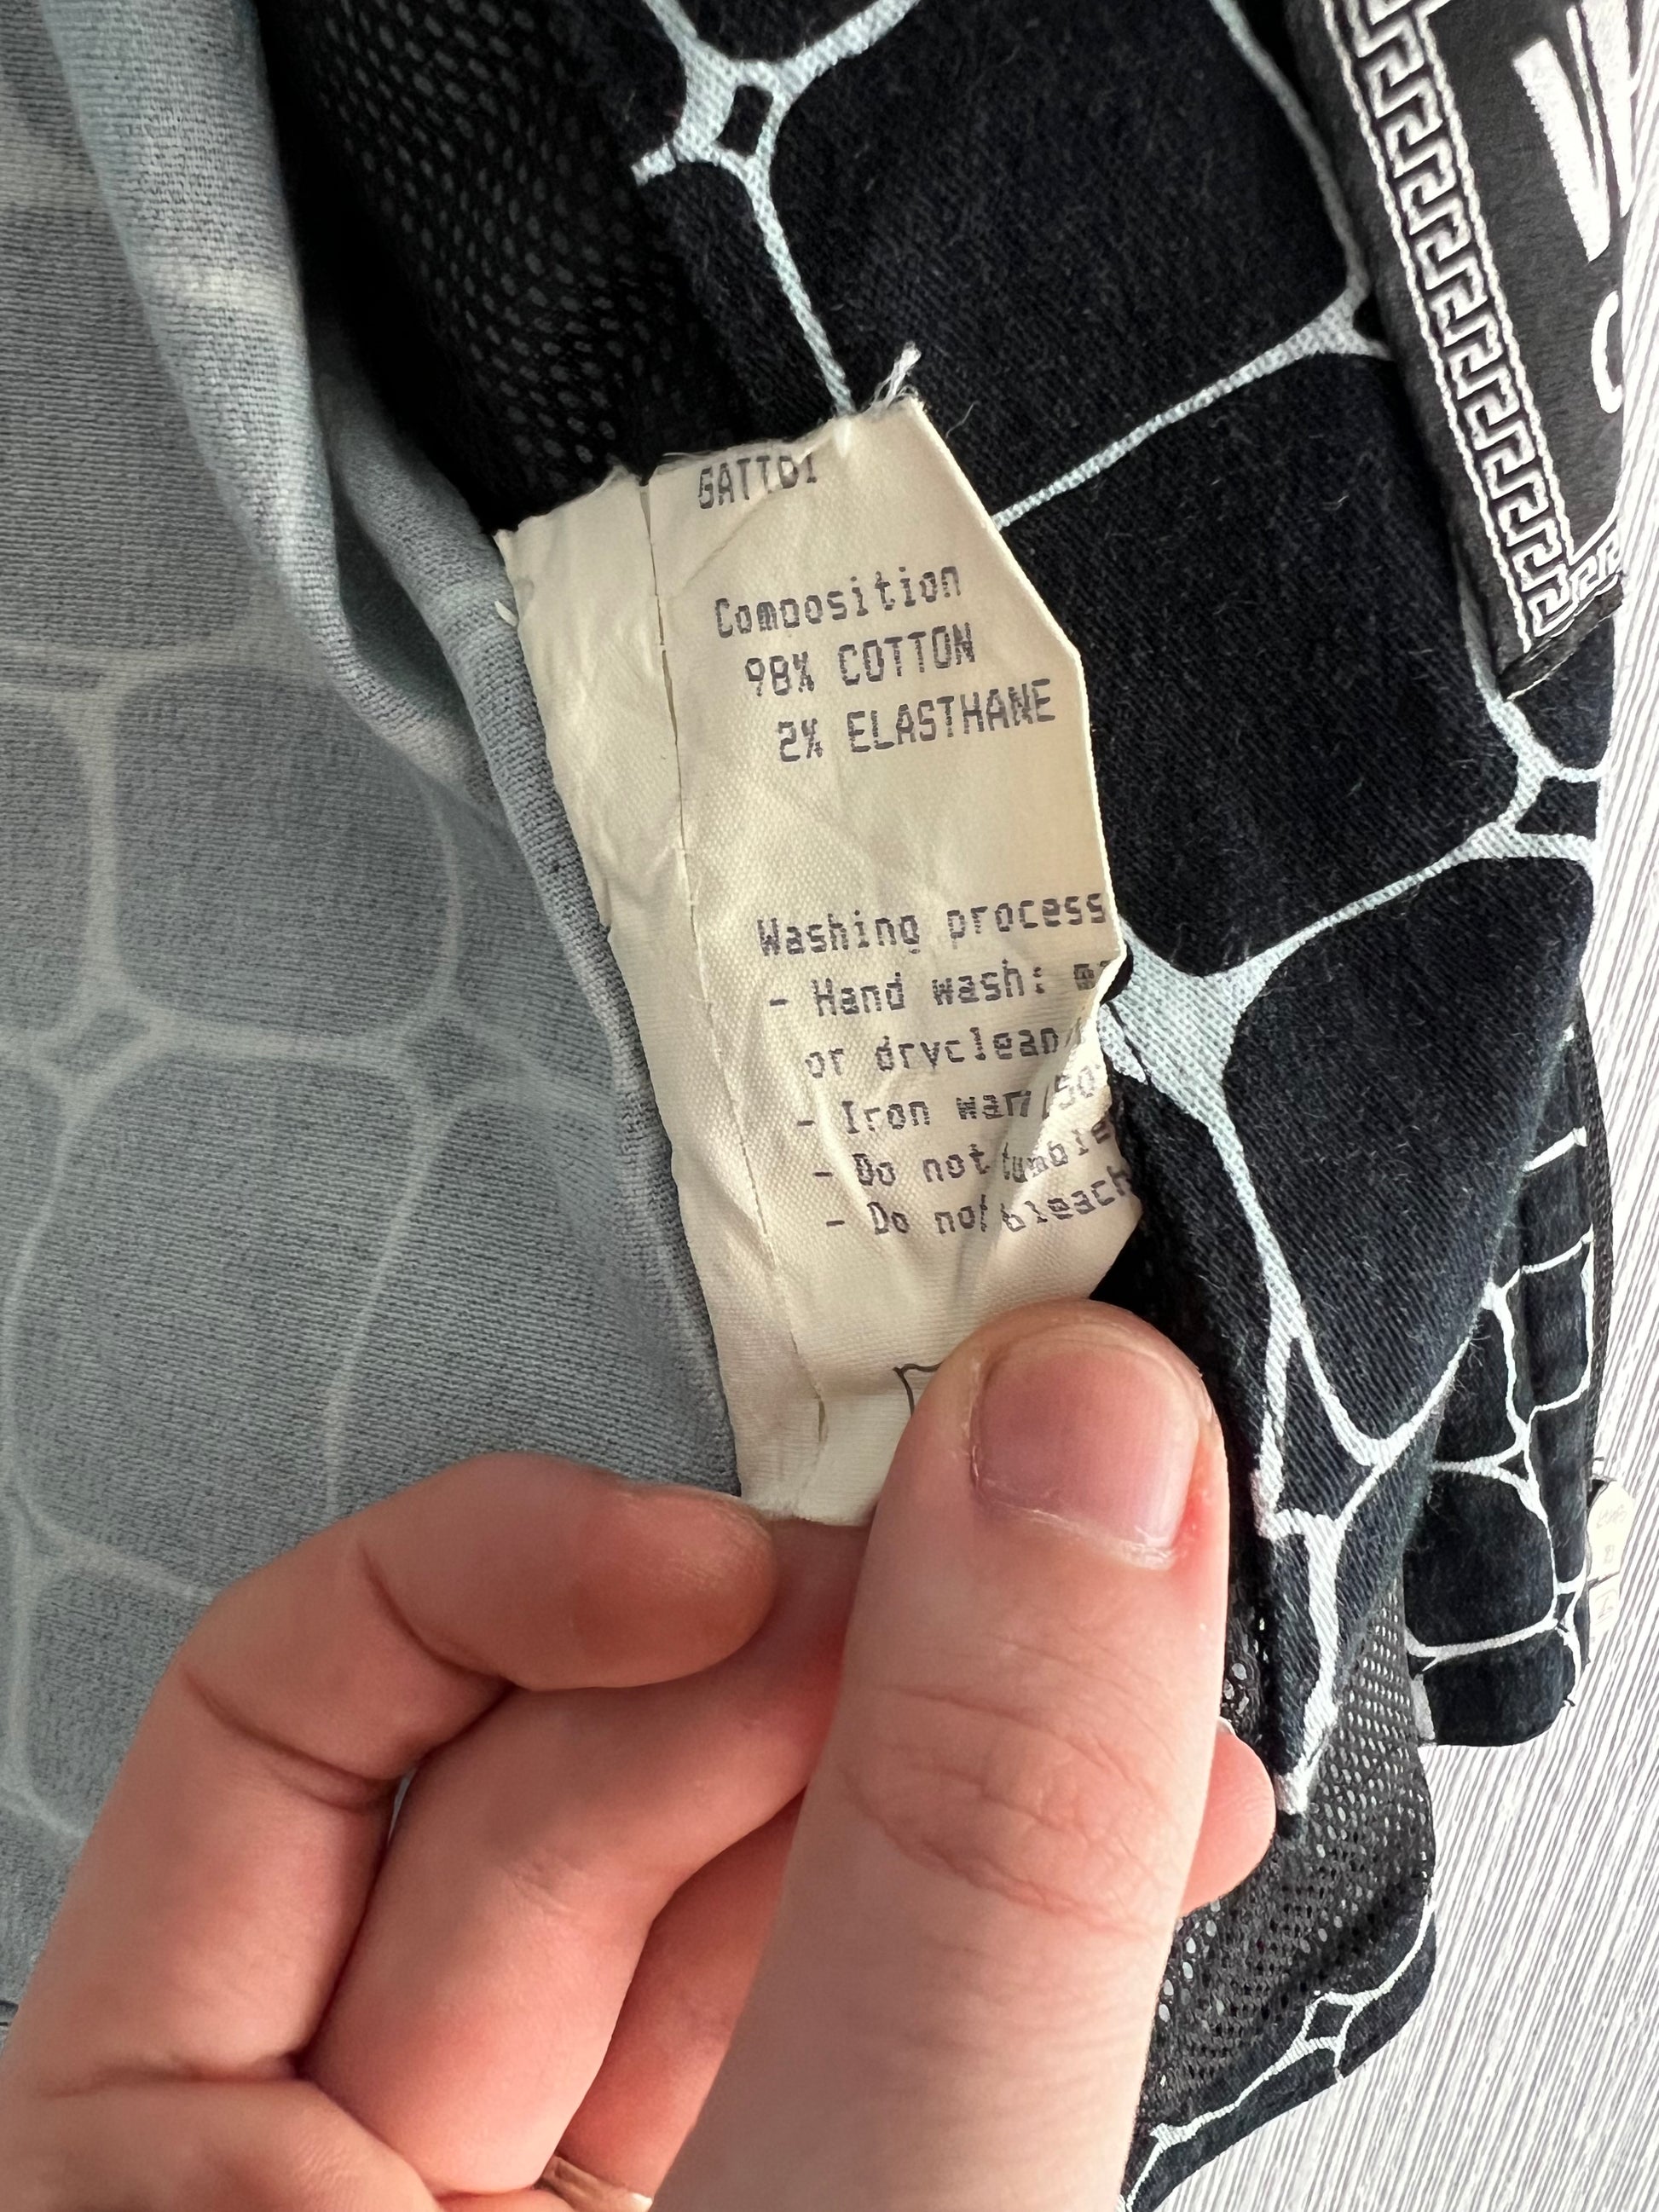 GATTO1
Composition
98% COTTON
2% ELASTHANE
Washing process
- Hand wash:
or dryclean
- Iron warm
- Do not tumble
- Do not bleach